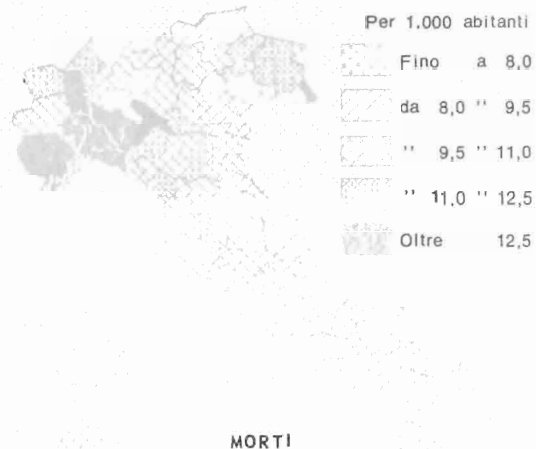 Per 1.000 abitanti
Fino a 8,0
da 8,0 " 9,5
" 9,5 " 11,0
" 11,0 " 12,5
Oltre 12,5
MORTI